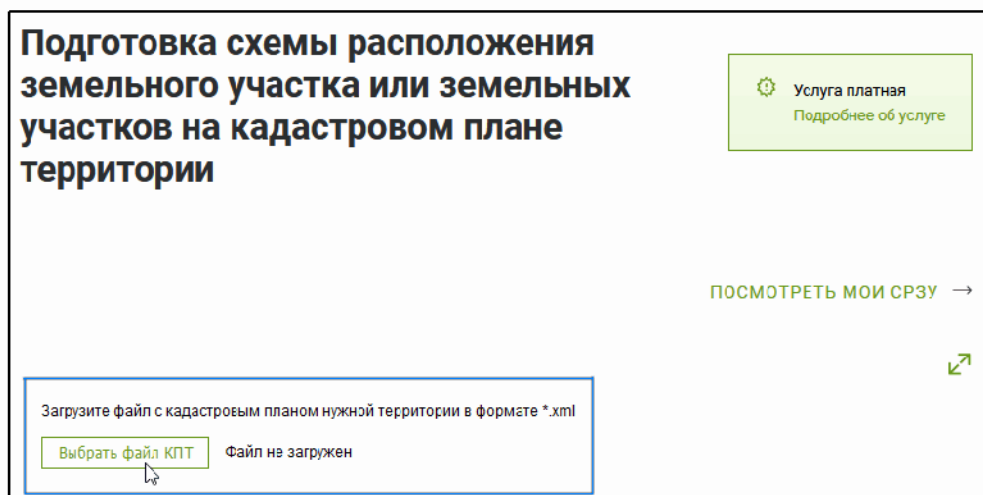 Подготовка схемы расположения
земельного участка или земельных
участков на кадастровом плане
территории
Услуга платная
Подробнее об услуге
ПОСМОТРЕТЬ МОИ СРЗУ →
Загрузите файл с кадастровым планом нужной территории в формате *.xml
Выбрать файл КПТ Файл не загружен